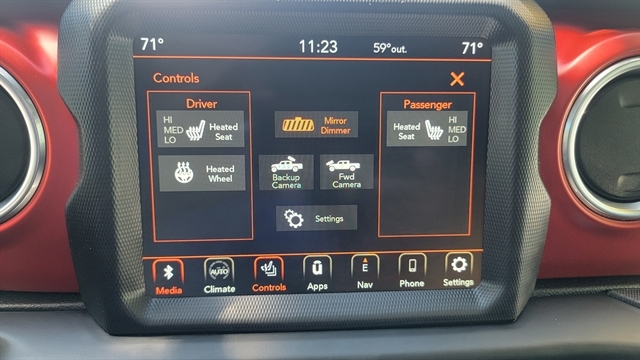 71° 11:23 59°out. 71°
Controls
Driver
Passenger
HI
MED
LO
Heated
Seat
Mirror
Dimmer
Heated
Seat
HI
MED
LO
Heated
Wheel
Backup
Camera
Fwd
Camera
Settings
AUTO
E
Media Climate Controls Apps Nav Phone Settings